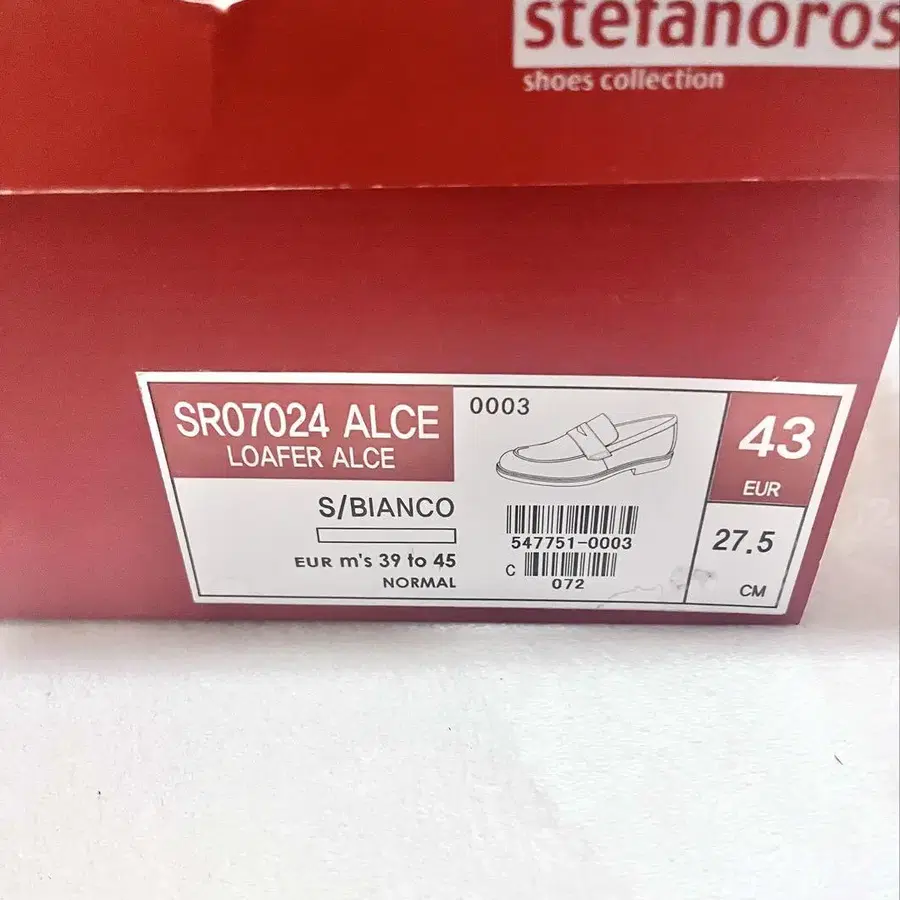 stefanoros
shoes collection
SR07024 ALCE
LOAFER ALCE
S/BIANCO
EUR m's 39 to 45
NORMAL
0003
547751-0003
C
072
43
EUR
27.5
CM